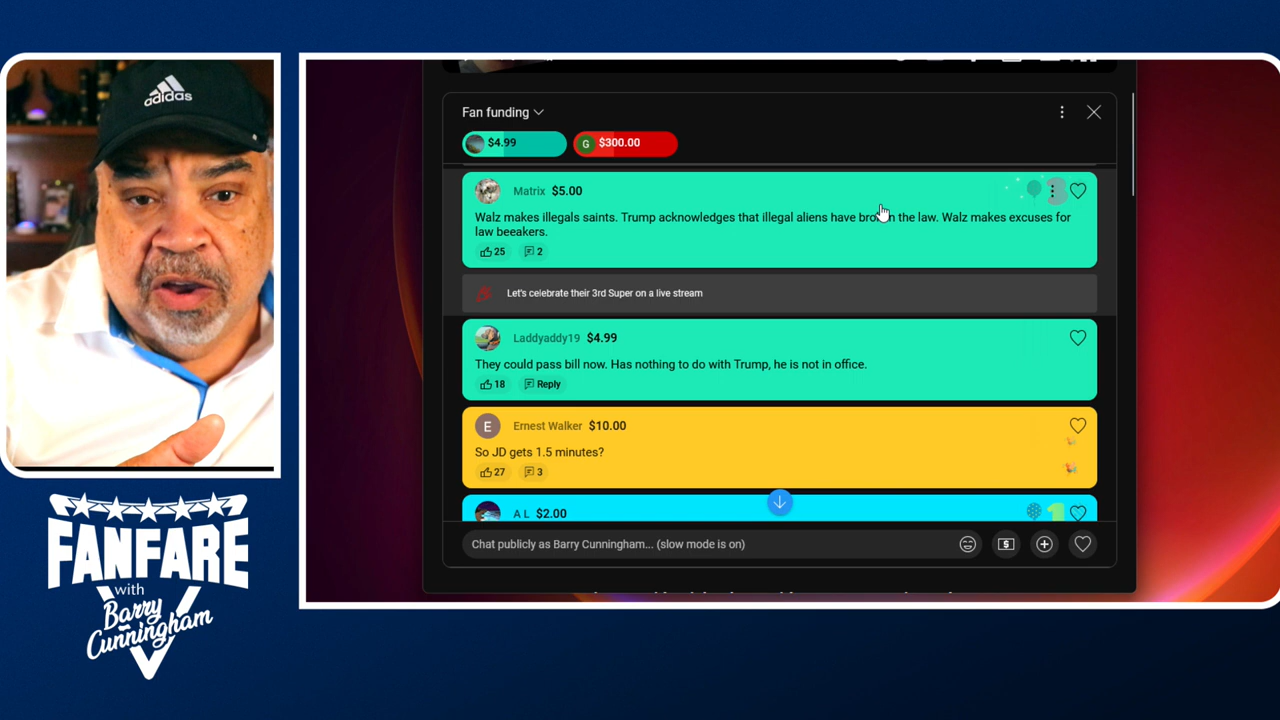 adidas
Fan funding
$4.99
G $300.00
Matrix $5.00
Walz makes illegals saints. Trump acknowledges that illegal aliens have broken the law. Walz makes excuses for
law beeakers.
25 2
Let's celebrate their 3rd Super on a live stream
Laddyaddy19 $4.99
They could pass bill now. Has nothing to do with Trump, he is not in office.
18 Reply
E Ernest Walker $10.00
So JD gets 1.5 minutes?
27 3
A L $2.00
1
Chat publicly as Barry Cunningham... (slow mode is on)
$
FANFARE
with
Barry
Cunningham